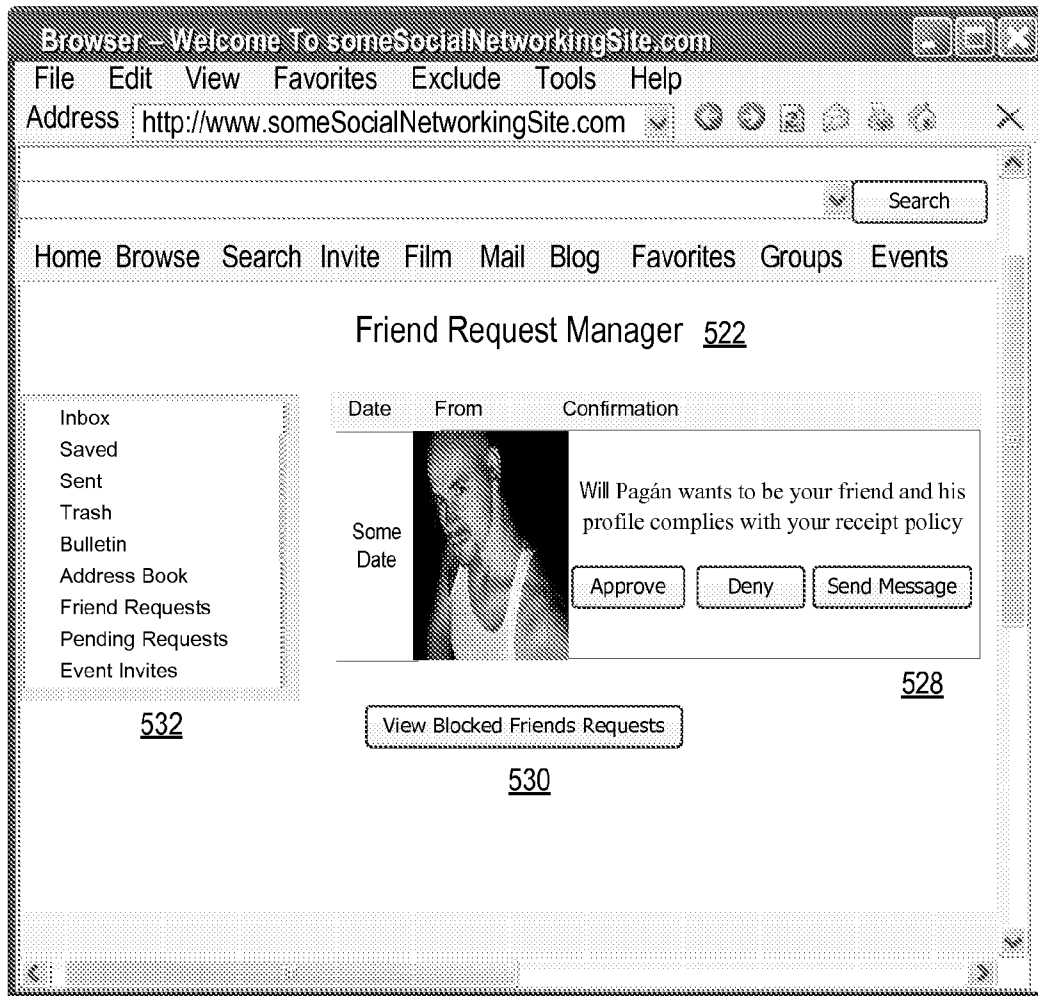 Browser – Welcome To someSocialNetworkingSite.com
File Edit View Favorites Exclude Tools Help
Address http://www.someSocialNetworkingSite.com
Search
Home Browse Search Invite Film Mail Blog Favorites Groups Events
Friend Request Manager 522
Inbox
Saved
Sent
Trash
Bulletin
Address Book
Friend Requests
Pending Requests
Event Invites
532
Date From Confirmation
Some
Date
Will Pagán wants to be your friend and his
profile complies with your receipt policy
Approve Deny Send Message
528
View Blocked Friends Requests
530